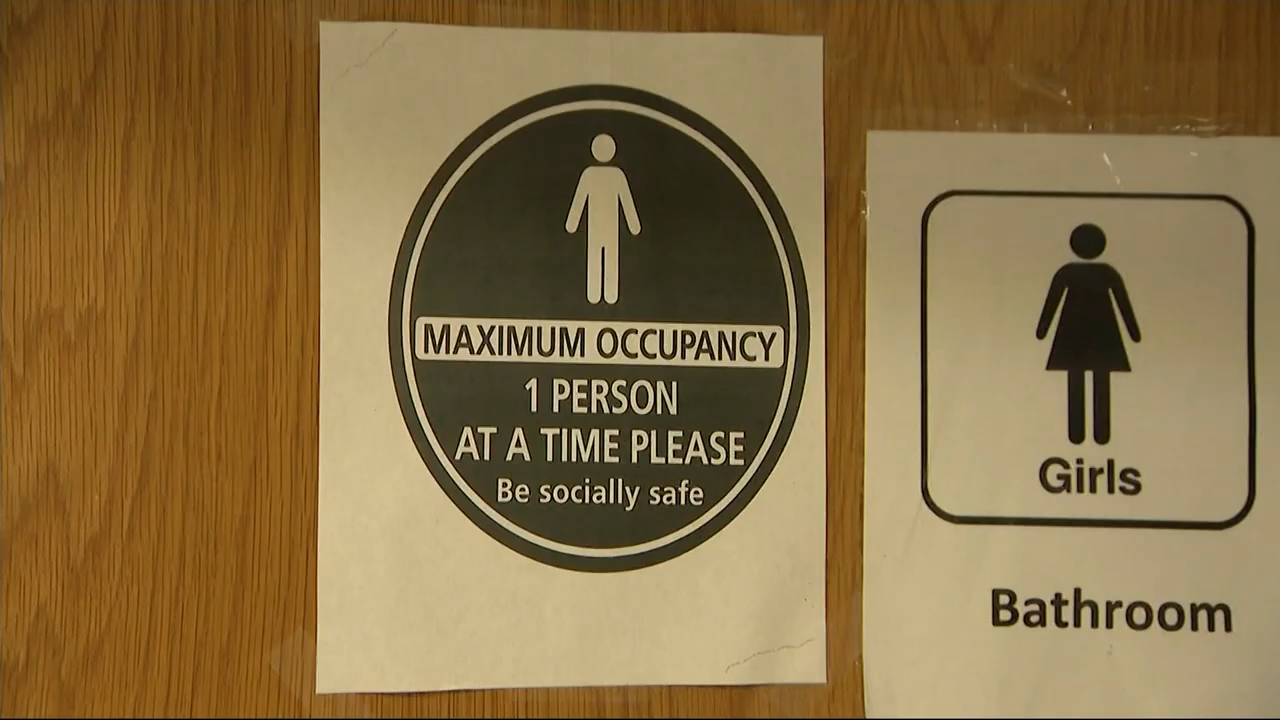 MAXIMUM OCCUPANCY
1 PERSON
AT A TIME PLEASE
Be socially safe
Girls
Bathroom